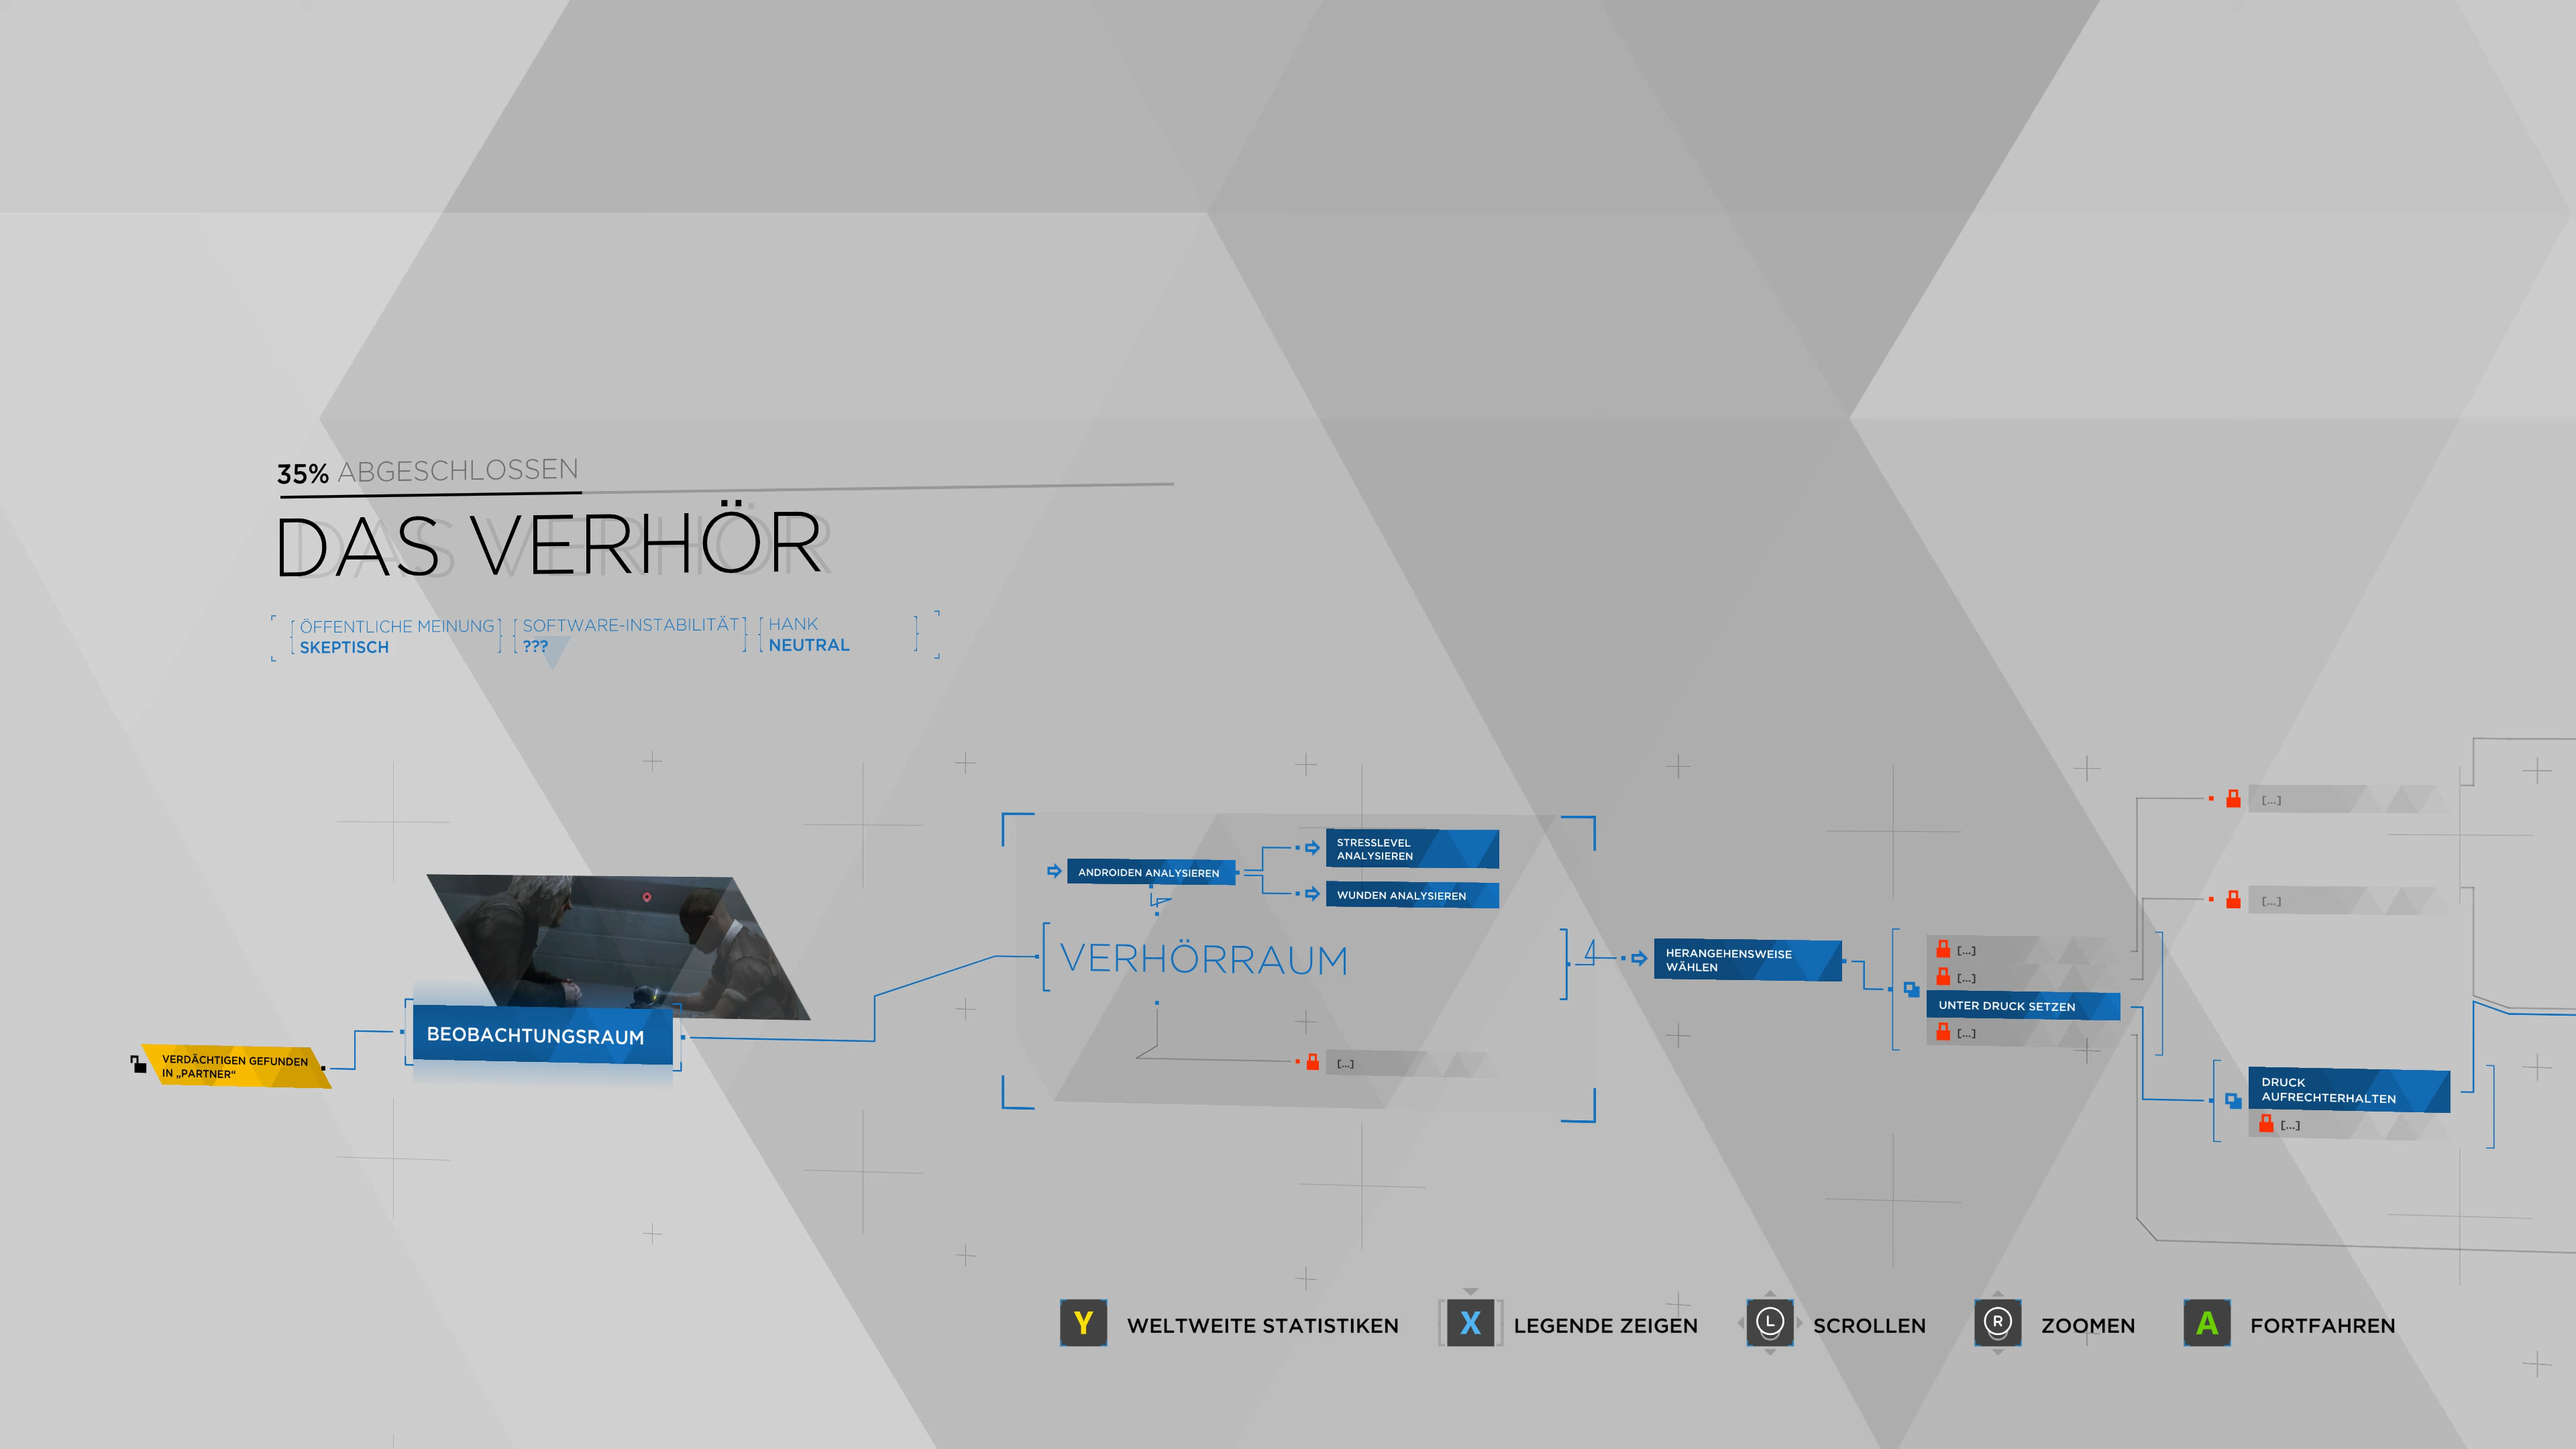 35% ABGESCHLOSSEN
DAS VERHÖR
ÖFFENTLICHE MEINUNG
SKEPTISCH
SOFTWARE-INSTABILITÄT
???
HANK
NEUTRAL
VERDÄCHTIGEN GEFUNDEN
IN „PARTNER“
BEOBACHTUNGSRAUM
ANDROIDEN ANALYSIEREN
STRESSLEVEL
ANALYSIEREN
WUNDEN ANALYSIEREN
VERHÖRRAUM
[...]
HERANGEHENSWEISE
WÄHLEN
[...]
[...]
UNTER DRUCK SETZEN
[...]
[...]
[...]
DRUCK
AUFRECHTERHALTEN
[...]
Y WELTWEITE STATISTIKEN
X LEGENDE ZEIGEN
L SCROLLEN
R ZOOMEN
A FORTFAHREN